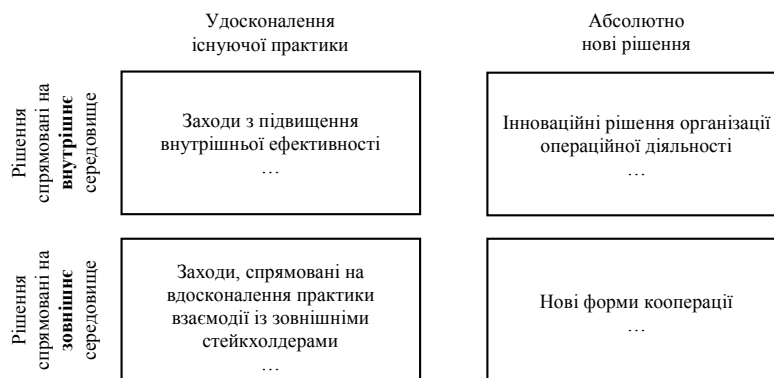 Удосконалення
існуючої практики
Абсолютно
нові рішення
Рішення
спрямовані на
внутрішнє
середовище
Заходи з підвищення
внутрішньої ефективності
…
Інноваційні рішення організації
операційної діяльності
…
Рішення
спрямовані на
зовнішнє
середовище
Заходи, спрямовані на
вдосконалення практики
взаємодії із зовнішніми
стейкхолдерами
…
Нові форми кооперації
…